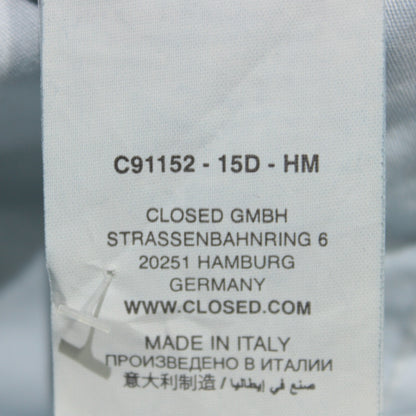 C91152 - 15D - HM
CLOSED GMBH
STRASSENBAHNRING 6
20251 HAMBURG
GERMANY
WWW.CLOSED.COM
MADE IN ITALY
ПРОИЗВЕДЕНО В ИТАЛИИ
意大利制造 / صنع في إيطاليا